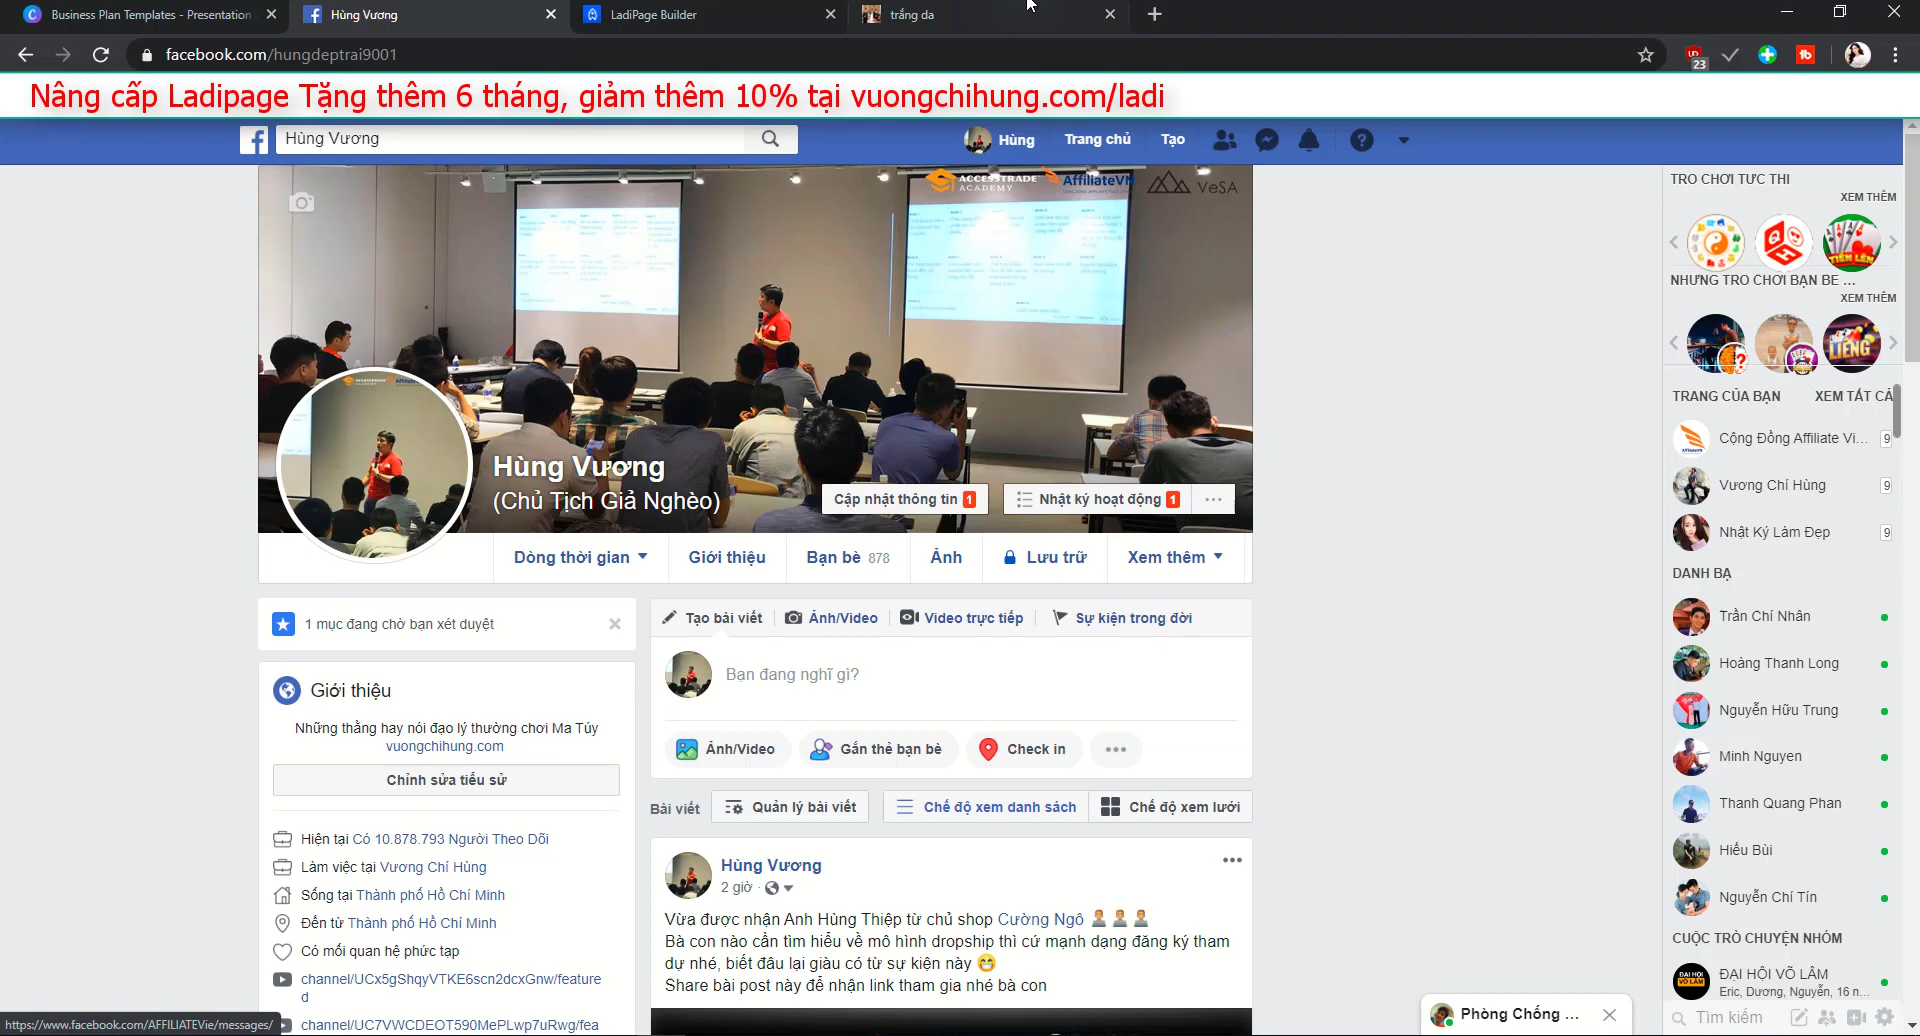 Business Plan Templates - Presentation
Hùng Vương
LadiPage Builder
trắng da
facebook.com/hungdeptrai9001
23
Nâng cấp Ladipage Tặng thêm 6 tháng, giảm thêm 10% tại vuongchihung.com/ladi
Hùng Vương
Hùng
Trang chủ
Tạo
ACCESSTRADE
ACADEMY
AffiliateVN
VeSA
Hùng Vương
(Chủ Tịch Giả Nghèo)
Cập nhật thông tin 1
Nhật ký hoạt động 1
Dòng thời gian
Giới thiệu
Bạn bè 878
Ảnh
Lưu trữ
Xem thêm
1 mục đang chờ bạn xét duyệt
Giới thiệu
Những thằng hay nói đạo lý thường chơi Ma Túy
vuongchihung.com
Chỉnh sửa tiểu sử
Hiện tại Có 10.878.793 Người Theo Dõi
Làm việc tại Vương Chí Hùng
Sống tại Thành phố Hồ Chí Minh
Đến từ Thành phố Hồ Chí Minh
Có mối quan hệ phức tạp
channel/UCx5gShqyVTKE6scn2dcxGnw/feature
d
channel/UC7VWCDEOT590MePLwp7uRwg/fea
https://www.facebook.com/AFFILIATEVie/messages/
Tạo bài viết
Ảnh/Video
Video trực tiếp
Sự kiện trong đời
Bạn đang nghĩ gì?
Ảnh/Video
Gắn thẻ bạn bè
Check in
Bài viết
Quản lý bài viết
Chế độ xem danh sách
Chế độ xem lưới
Hùng Vương
2 giờ ·
Vừa được nhận Anh Hùng Thiệp từ chủ shop Cường Ngô
Bà con nào cần tìm hiểu về mô hình dropship thì cứ mạnh dạng đăng ký tham
dự nhé, biết đâu lại giàu có từ sự kiện này 😁
Share bài post này để nhận link tham gia nhé bà con
TRÒ CHƠI TỨC THÌ
XEM THÊM
TIẾN LÊN
NHỮNG TRÒ CHƠI BẠN BÈ ...
XEM THÊM
LIÊNG
TRANG CỦA BẠN
XEM TẤT CẢ
Cộng Đồng Affiliate Vi... 9
Vương Chí Hùng 9
Nhật Ký Làm Đẹp 9
DANH BẠ
Trần Chí Nhân
Hoàng Thanh Long
Nguyễn Hữu Trung
Minh Nguyen
Thanh Quang Phan
Hiếu Bùi
Nguyễn Chí Tín
CUỘC TRÒ CHUYỆN NHÓM
ĐẠI HỘI VÕ LÂM
Eric, Dương, Nguyên, 16 n...
Phòng Chống ...
Tìm kiếm